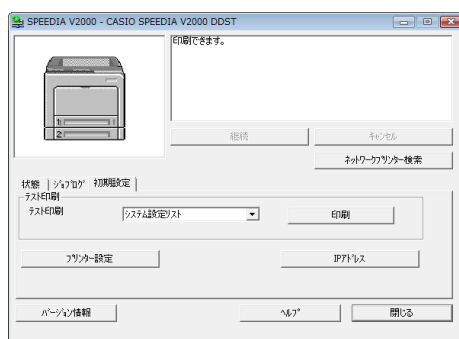 SPEEDIA V2000 - CASIO SPEEDIA V2000 DDST
印刷できます。
1
2
継続
キャンセル
ネットワークプリンター検索
状態
ジョブログ
初期設定
テスト印刷
テスト印刷
システム設定リスト
印刷
プリンター設定
IPアドレス
バージョン情報
ヘルプ
閉じる